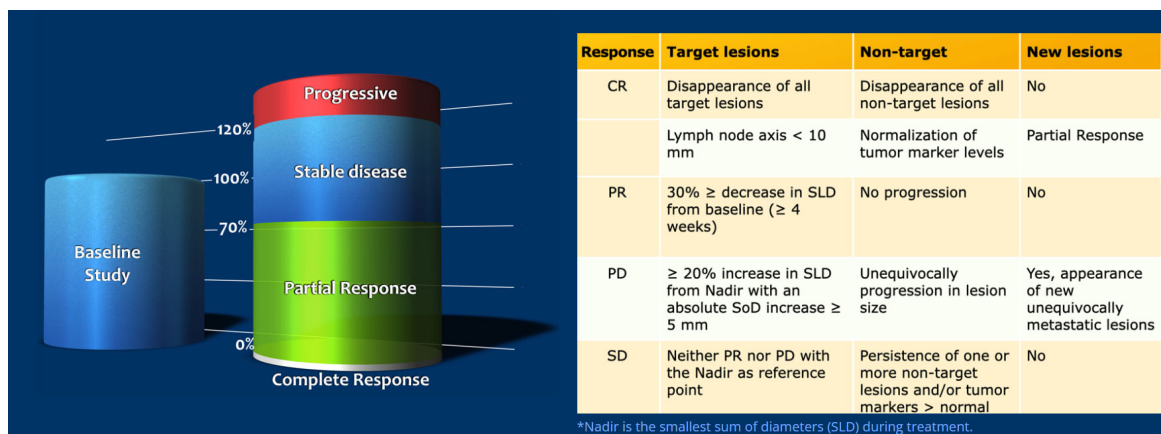 Progressive
120%
Stable disease
100%
70%
Baseline
Study
Partial Response
0%
Complete Response
Response Target lesions Non-target New lesions
CR Disappearance of all Disappearance of all No
target lesions non-target lesions
Lymph node axis < 10 Normalization of Partial Response
mm tumor marker levels
PR 30% ≥ decrease in SLD No progression No
from baseline (≥ 4
weeks)
PD ≥ 20% increase in SLD Unequivocally Yes, appearance
from Nadir with an progression in lesion of new
absolute SoD increase ≥ size unequivocally
5 mm metastatic lesions
SD Neither PR nor PD with Persistence of one or No
the Nadir as reference more non-target
point lesions and/or tumor
markers > normal
*Nadir is the smallest sum of diameters (SLD) during treatment.